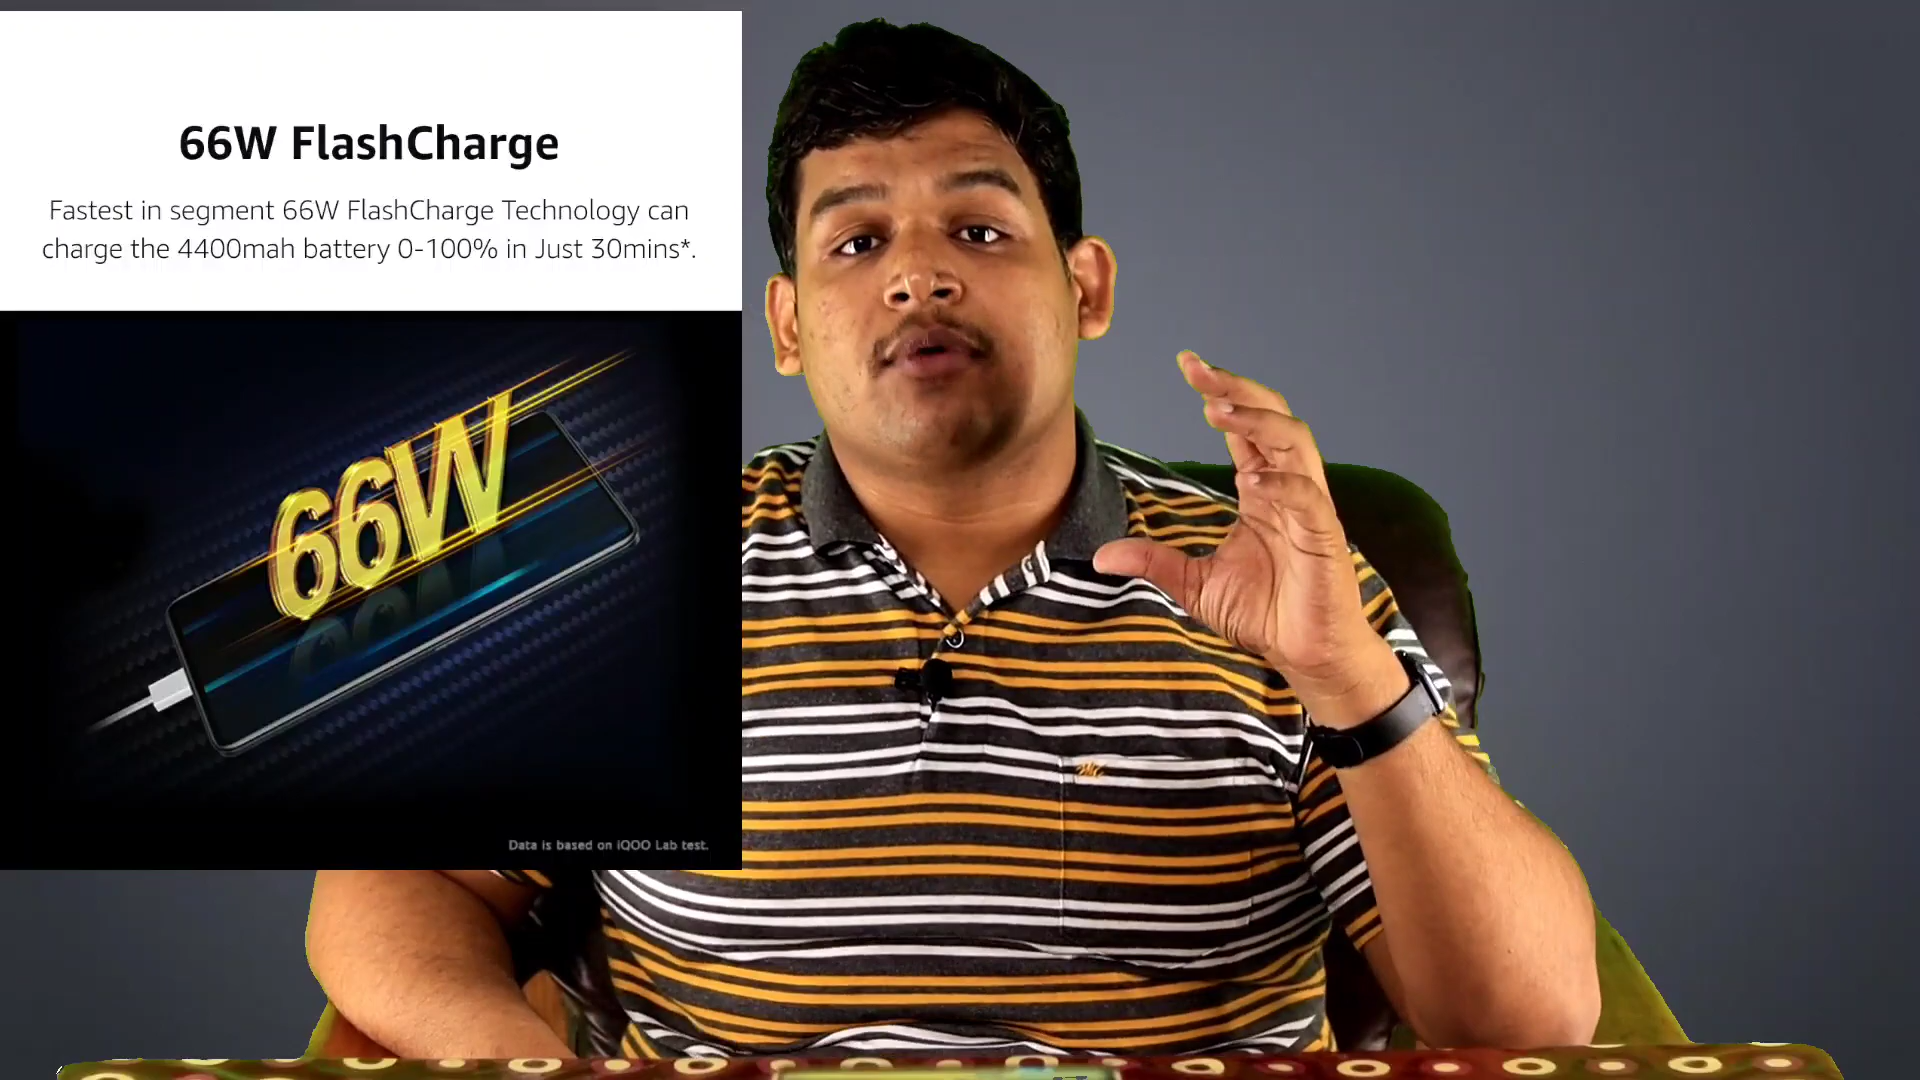 66W FlashCharge
Fastest in segment 66W FlashCharge Technology can
charge the 4400mah battery 0-100% in Just 30mins*.
66W
Data is based on iQOO Lab test.